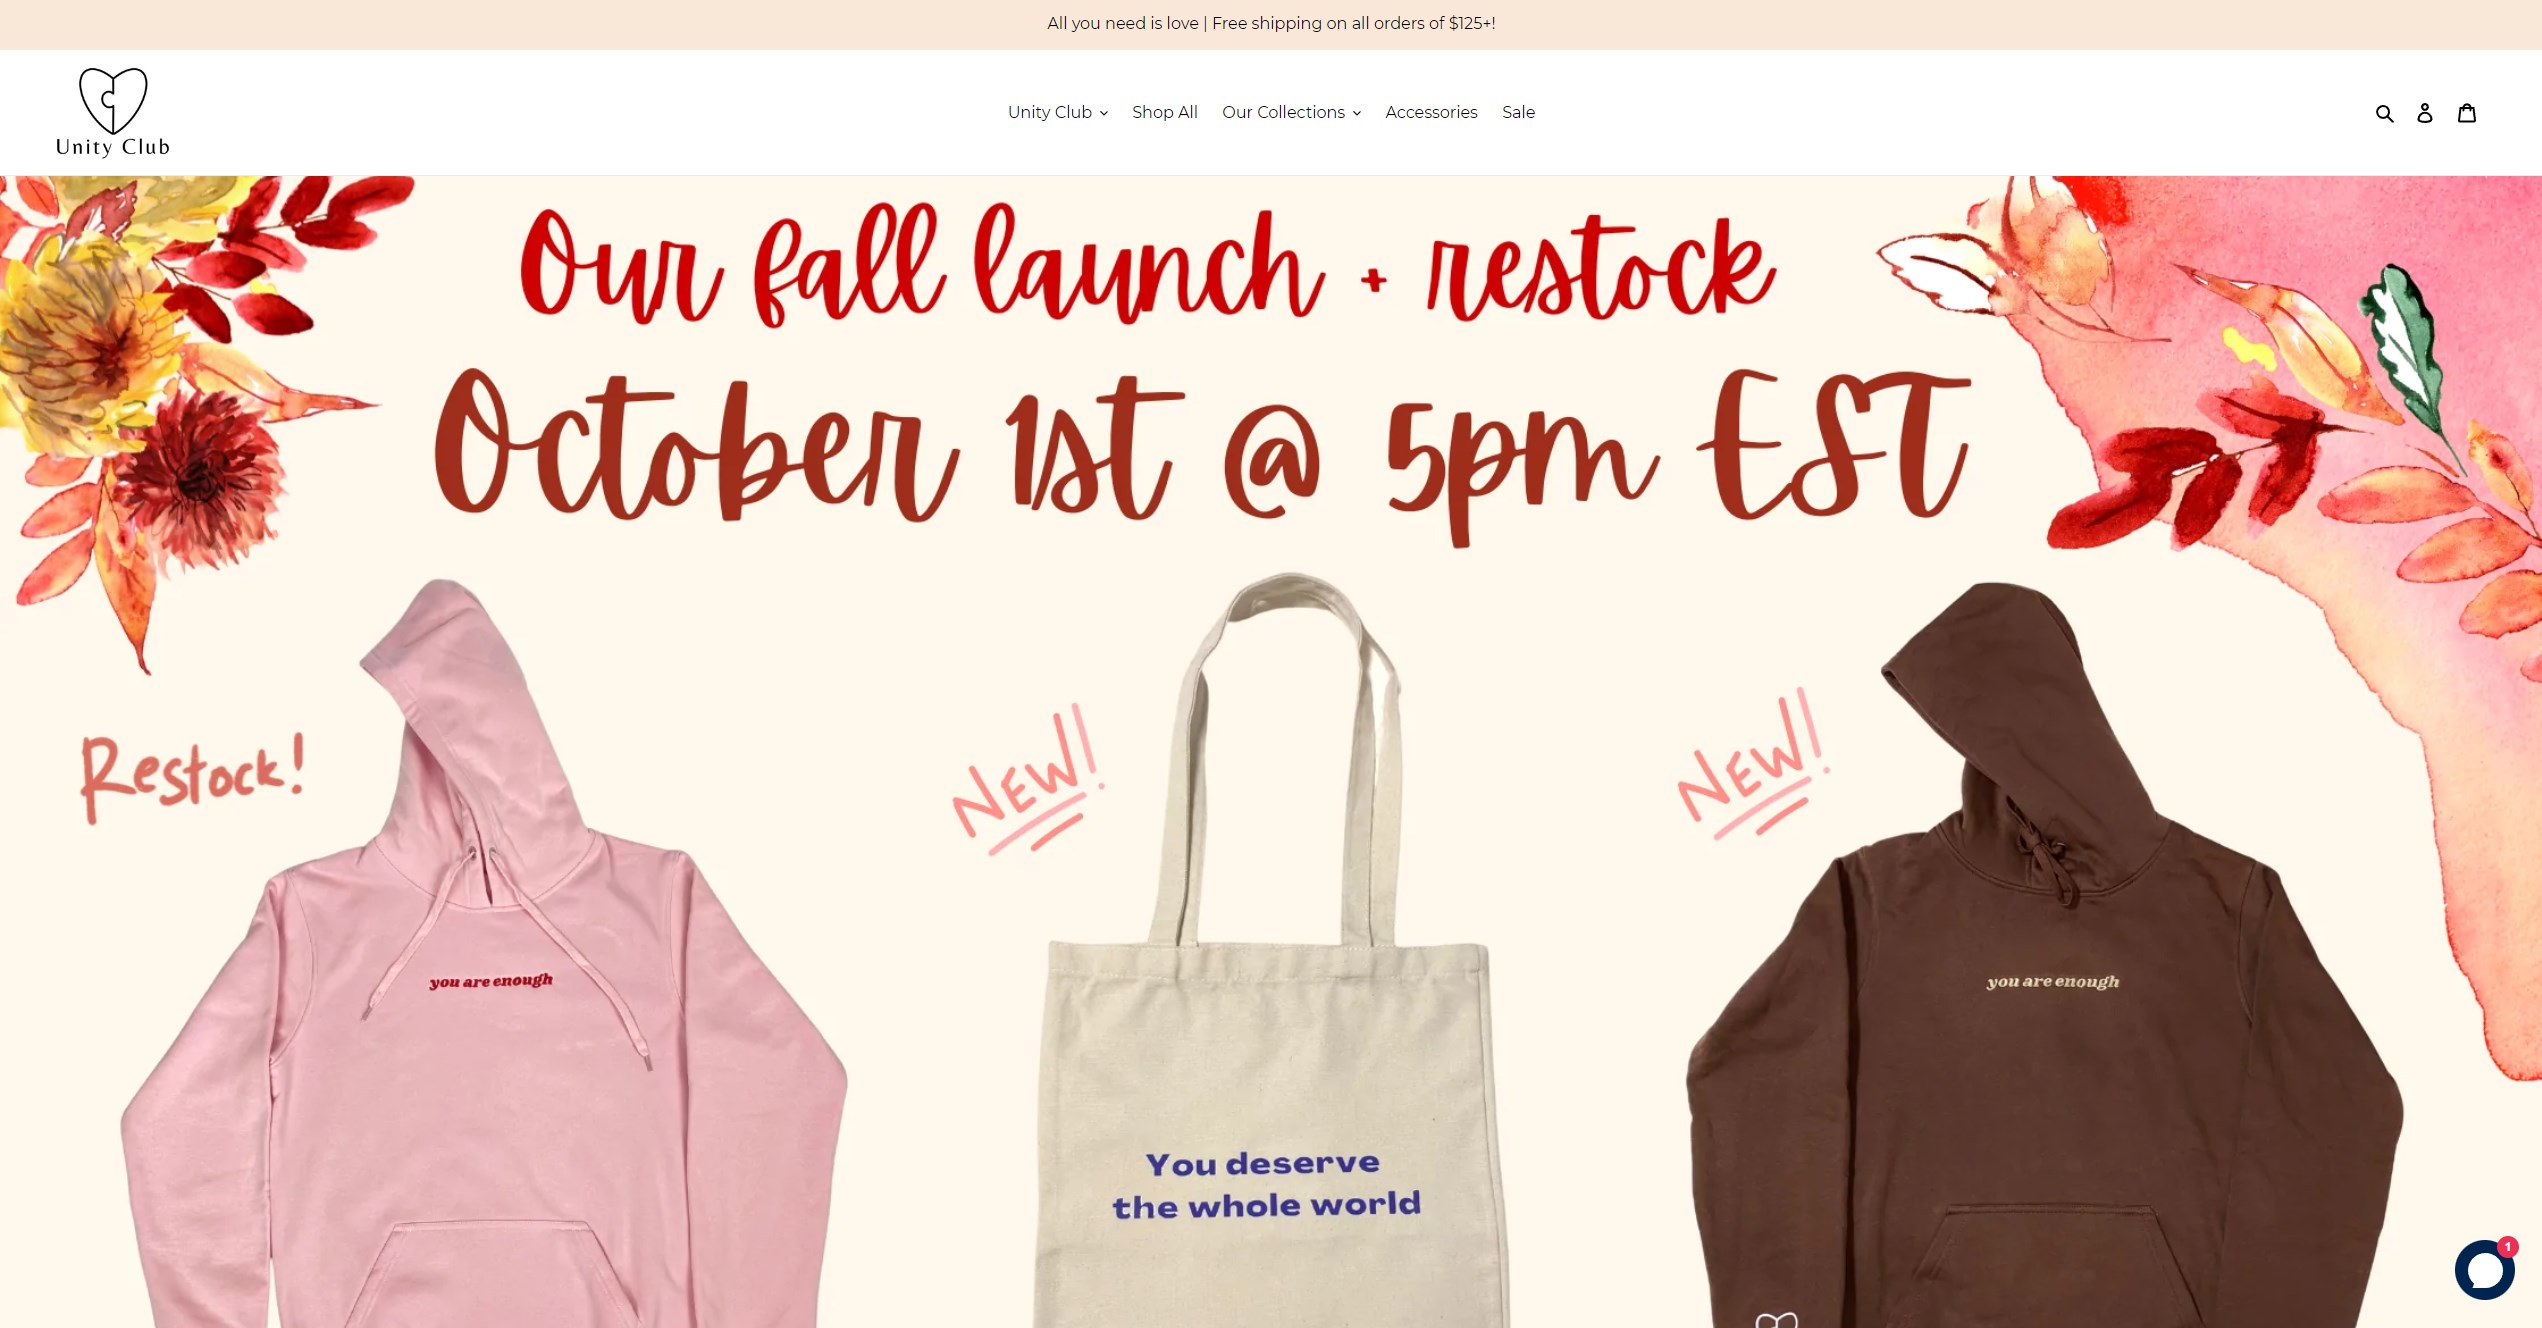 All you need is love | Free shipping on all orders of $125+!
Unity Club
Unity Club
Shop All
Our Collections
Accessories
Sale
Our fall launch + restock
October 1st @ 5pm EST
Restock!
NEW!
NEW!
you are enough
You deserve
the whole world
you are enough
1